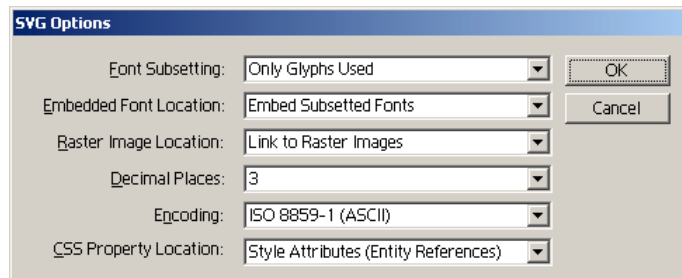 SVG Options
Font Subsetting: Only Glyphs Used OK
Embedded Font Location: Embed Subsetted Fonts Cancel
Raster Image Location: Link to Raster Images
Decimal Places: 3
Encoding: ISO 8859-1 (ASCII)
CSS Property Location: Style Attributes (Entity References)